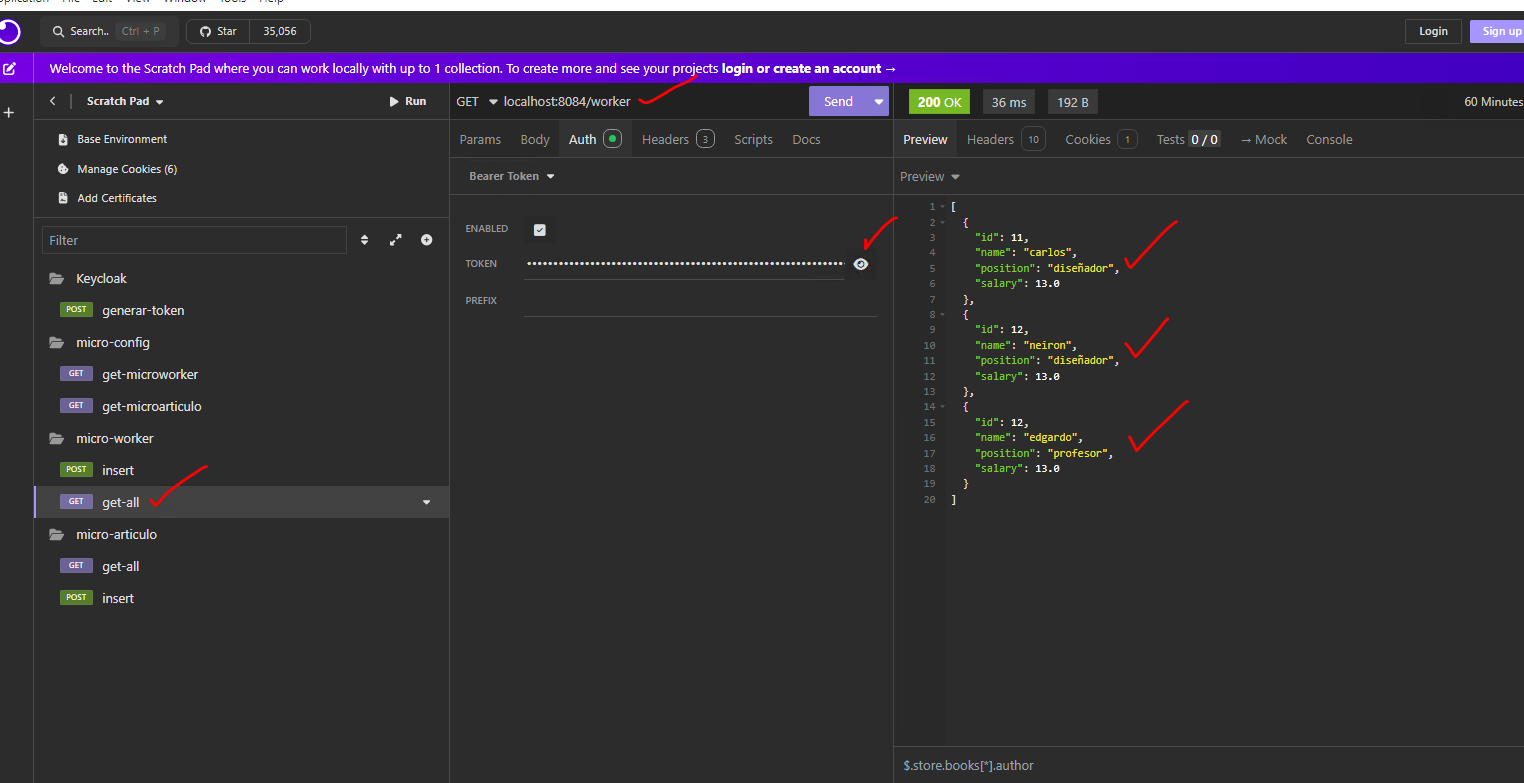 File Edit View Window Tools Help
Search.. Ctrl + P
Star 35,056
Login
Sign up
Welcome to the Scratch Pad where you can work locally with up to 1 collection. To create more and see your projects login or create an account →
Scratch Pad
Run
Base Environment
Manage Cookies (6)
Add Certificates
Filter
Keycloak
POST generar-token
micro-config
GET get-microworker
GET get-microarticulo
micro-worker
POST insert
GET get-all
micro-articulo
GET get-all
POST insert
GET localhost:8084/worker
Send
Params Body Auth Headers 3 Scripts Docs
Bearer Token
ENABLED
TOKEN ••••••••••••••••••••••••••••••••••••••••••••••••••••••••••••
PREFIX
200 OK 36 ms 192 B
60 Minutes
Preview Headers 10 Cookies 1 Tests 0 / 0 → Mock Console
Preview
1 [
2 {
3 "id": 11,
4 "name": "carlos",
5 "position": "diseñador",
6 "salary": 13.0
7 },
8 {
9 "id": 12,
10 "name": "neiron",
11 "position": "diseñador",
12 "salary": 13.0
13 },
14 {
15 "id": 12,
16 "name": "edgardo",
17 "position": "profesor",
18 "salary": 13.0
19 }
20 ]
$.store.books[*].author